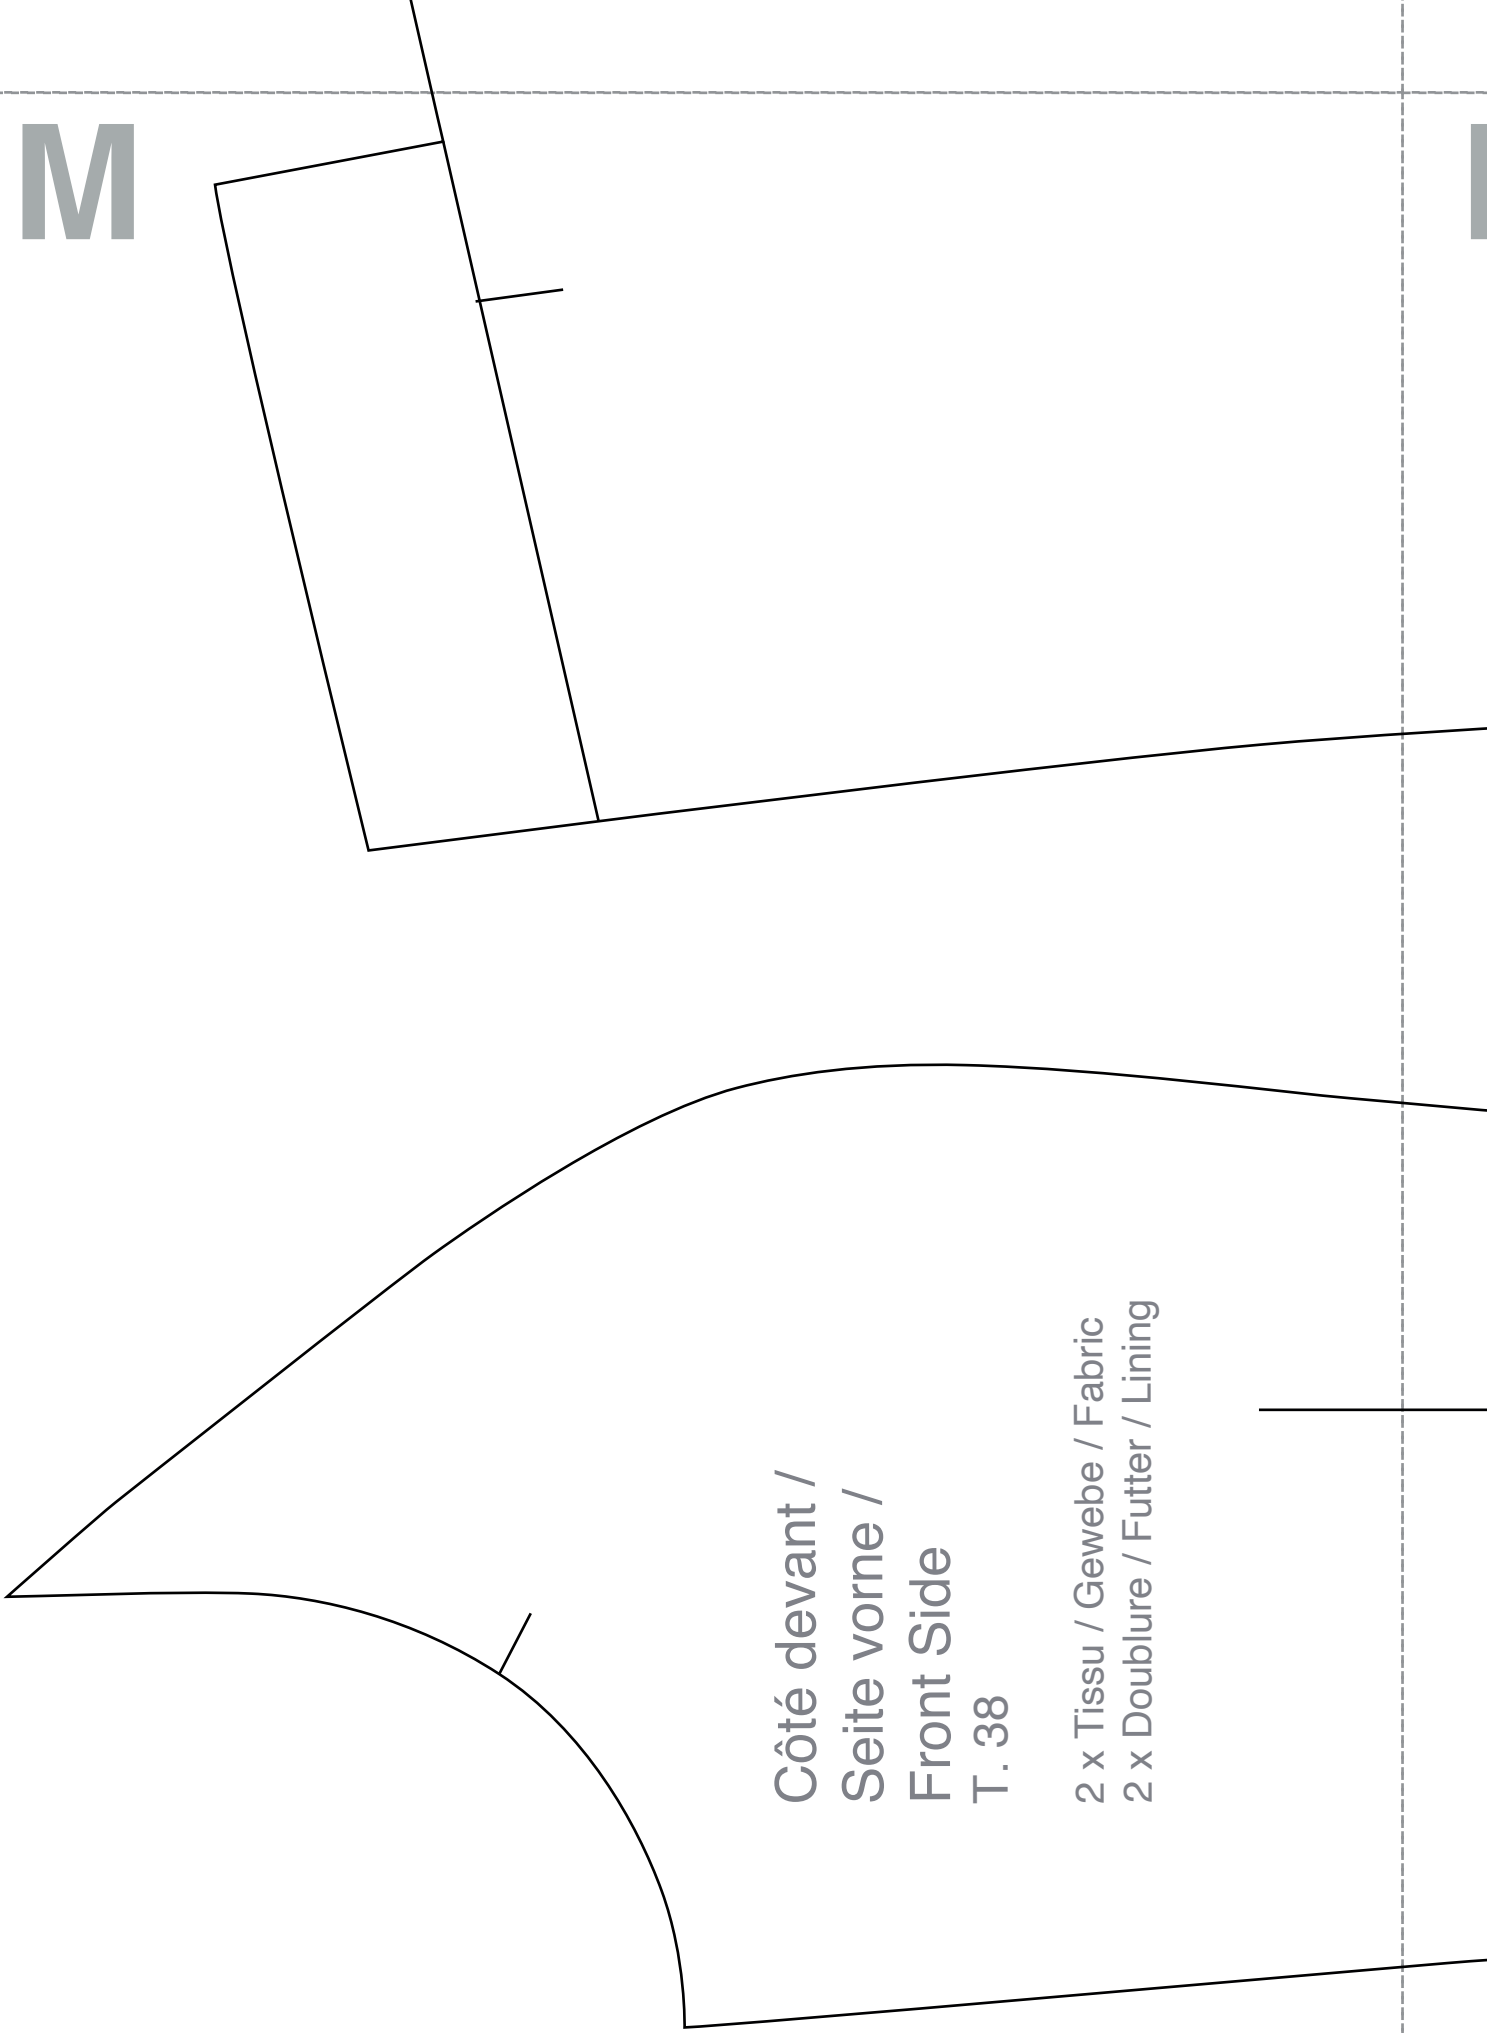 M
Côté devant /
Seite vorne /
Front Side
T. 38
2 x Tissu / Gewebe / Fabric
2 x Doublure / Futter / Lining